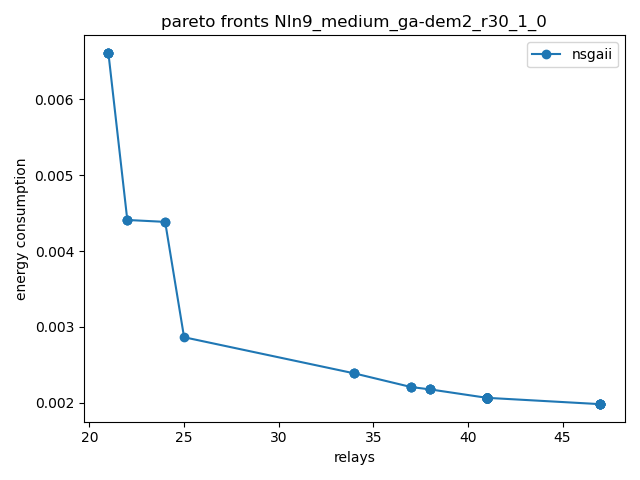 pareto fronts NIn9_medium_ga-dem2_r30_1_0
nsgaii
energy consumption
0.006
0.005
0.004
0.003
0.002
20 25 30 35 40 45
relays